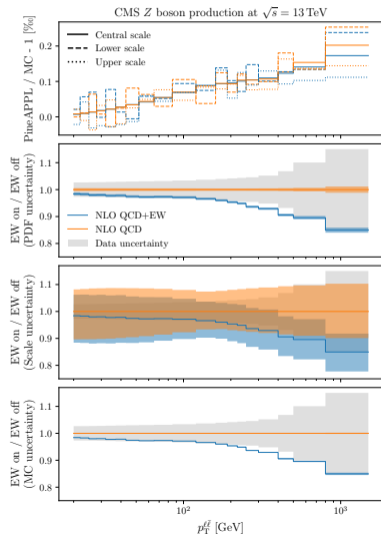 CMS Z boson production at √s = 13 TeV
PineAPPL / MC - 1 [‰]
0.2
0.1
0.0
Central scale
Lower scale
Upper scale
EW on / EW off
(PDF uncertainty)
1.1
1.0
0.9
0.8
NLO QCD+EW
NLO QCD
Data uncertainty
EW on / EW off
(Scale uncertainty)
1.1
1.0
0.9
0.8
EW on / EW off
(MC uncertainty)
1.1
1.0
0.9
0.8
10²
10³
p_T^{ℓℓ̄} [GeV]